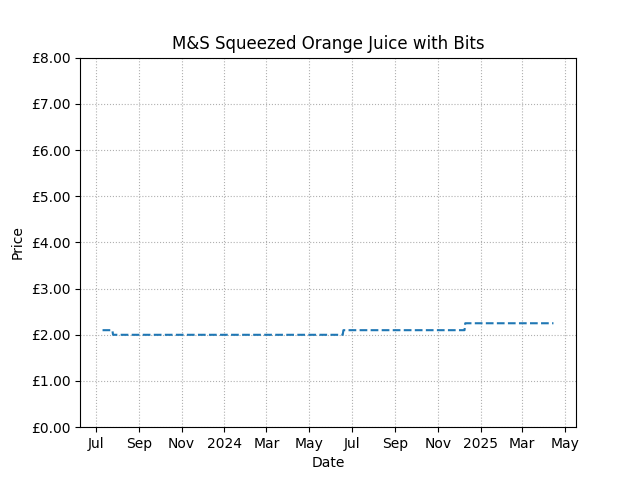 M&S Squeezed Orange Juice with Bits
£8.00
£7.00
£6.00
£5.00
£4.00
£3.00
£2.00
£1.00
£0.00
Price
Jul Sep Nov 2024 Mar May Jul Sep Nov 2025 Mar May
Date